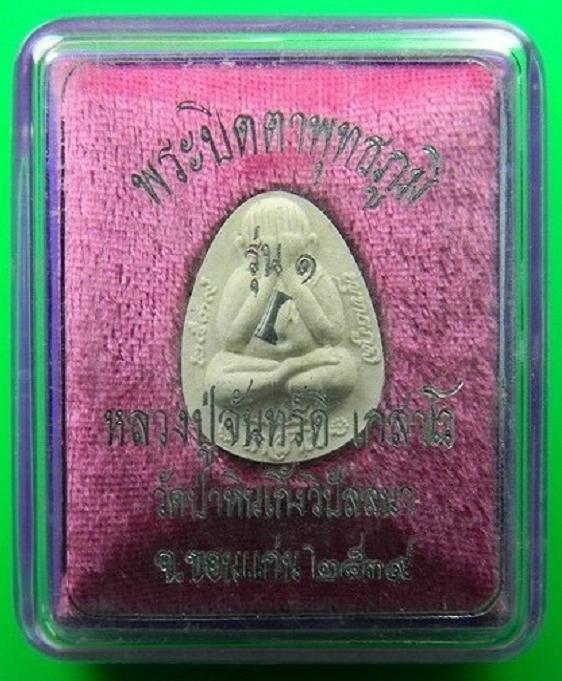 พระปิดตาพุทธภูมิ
รุ่น ๑
หลวงปู่จันทร์ดี เกสาโว
วัดป่าหินเกิ้งวิปัสสนา
จ.ขอนแก่น ๒๕๓๙